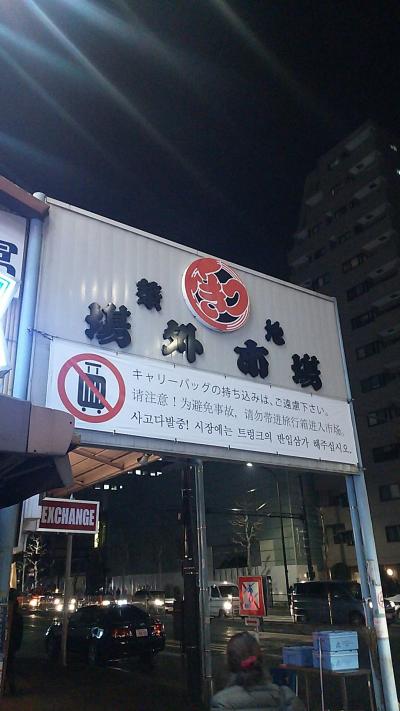 築地
場外市場
キャリーバッグの持ち込みは、ご遠慮下さい。
请注意！为避免事故，请勿带进旅行箱进入市场。
사고다발중! 시장에는 트렁크의 반입삼가 해주십시오.
EXCHANGE